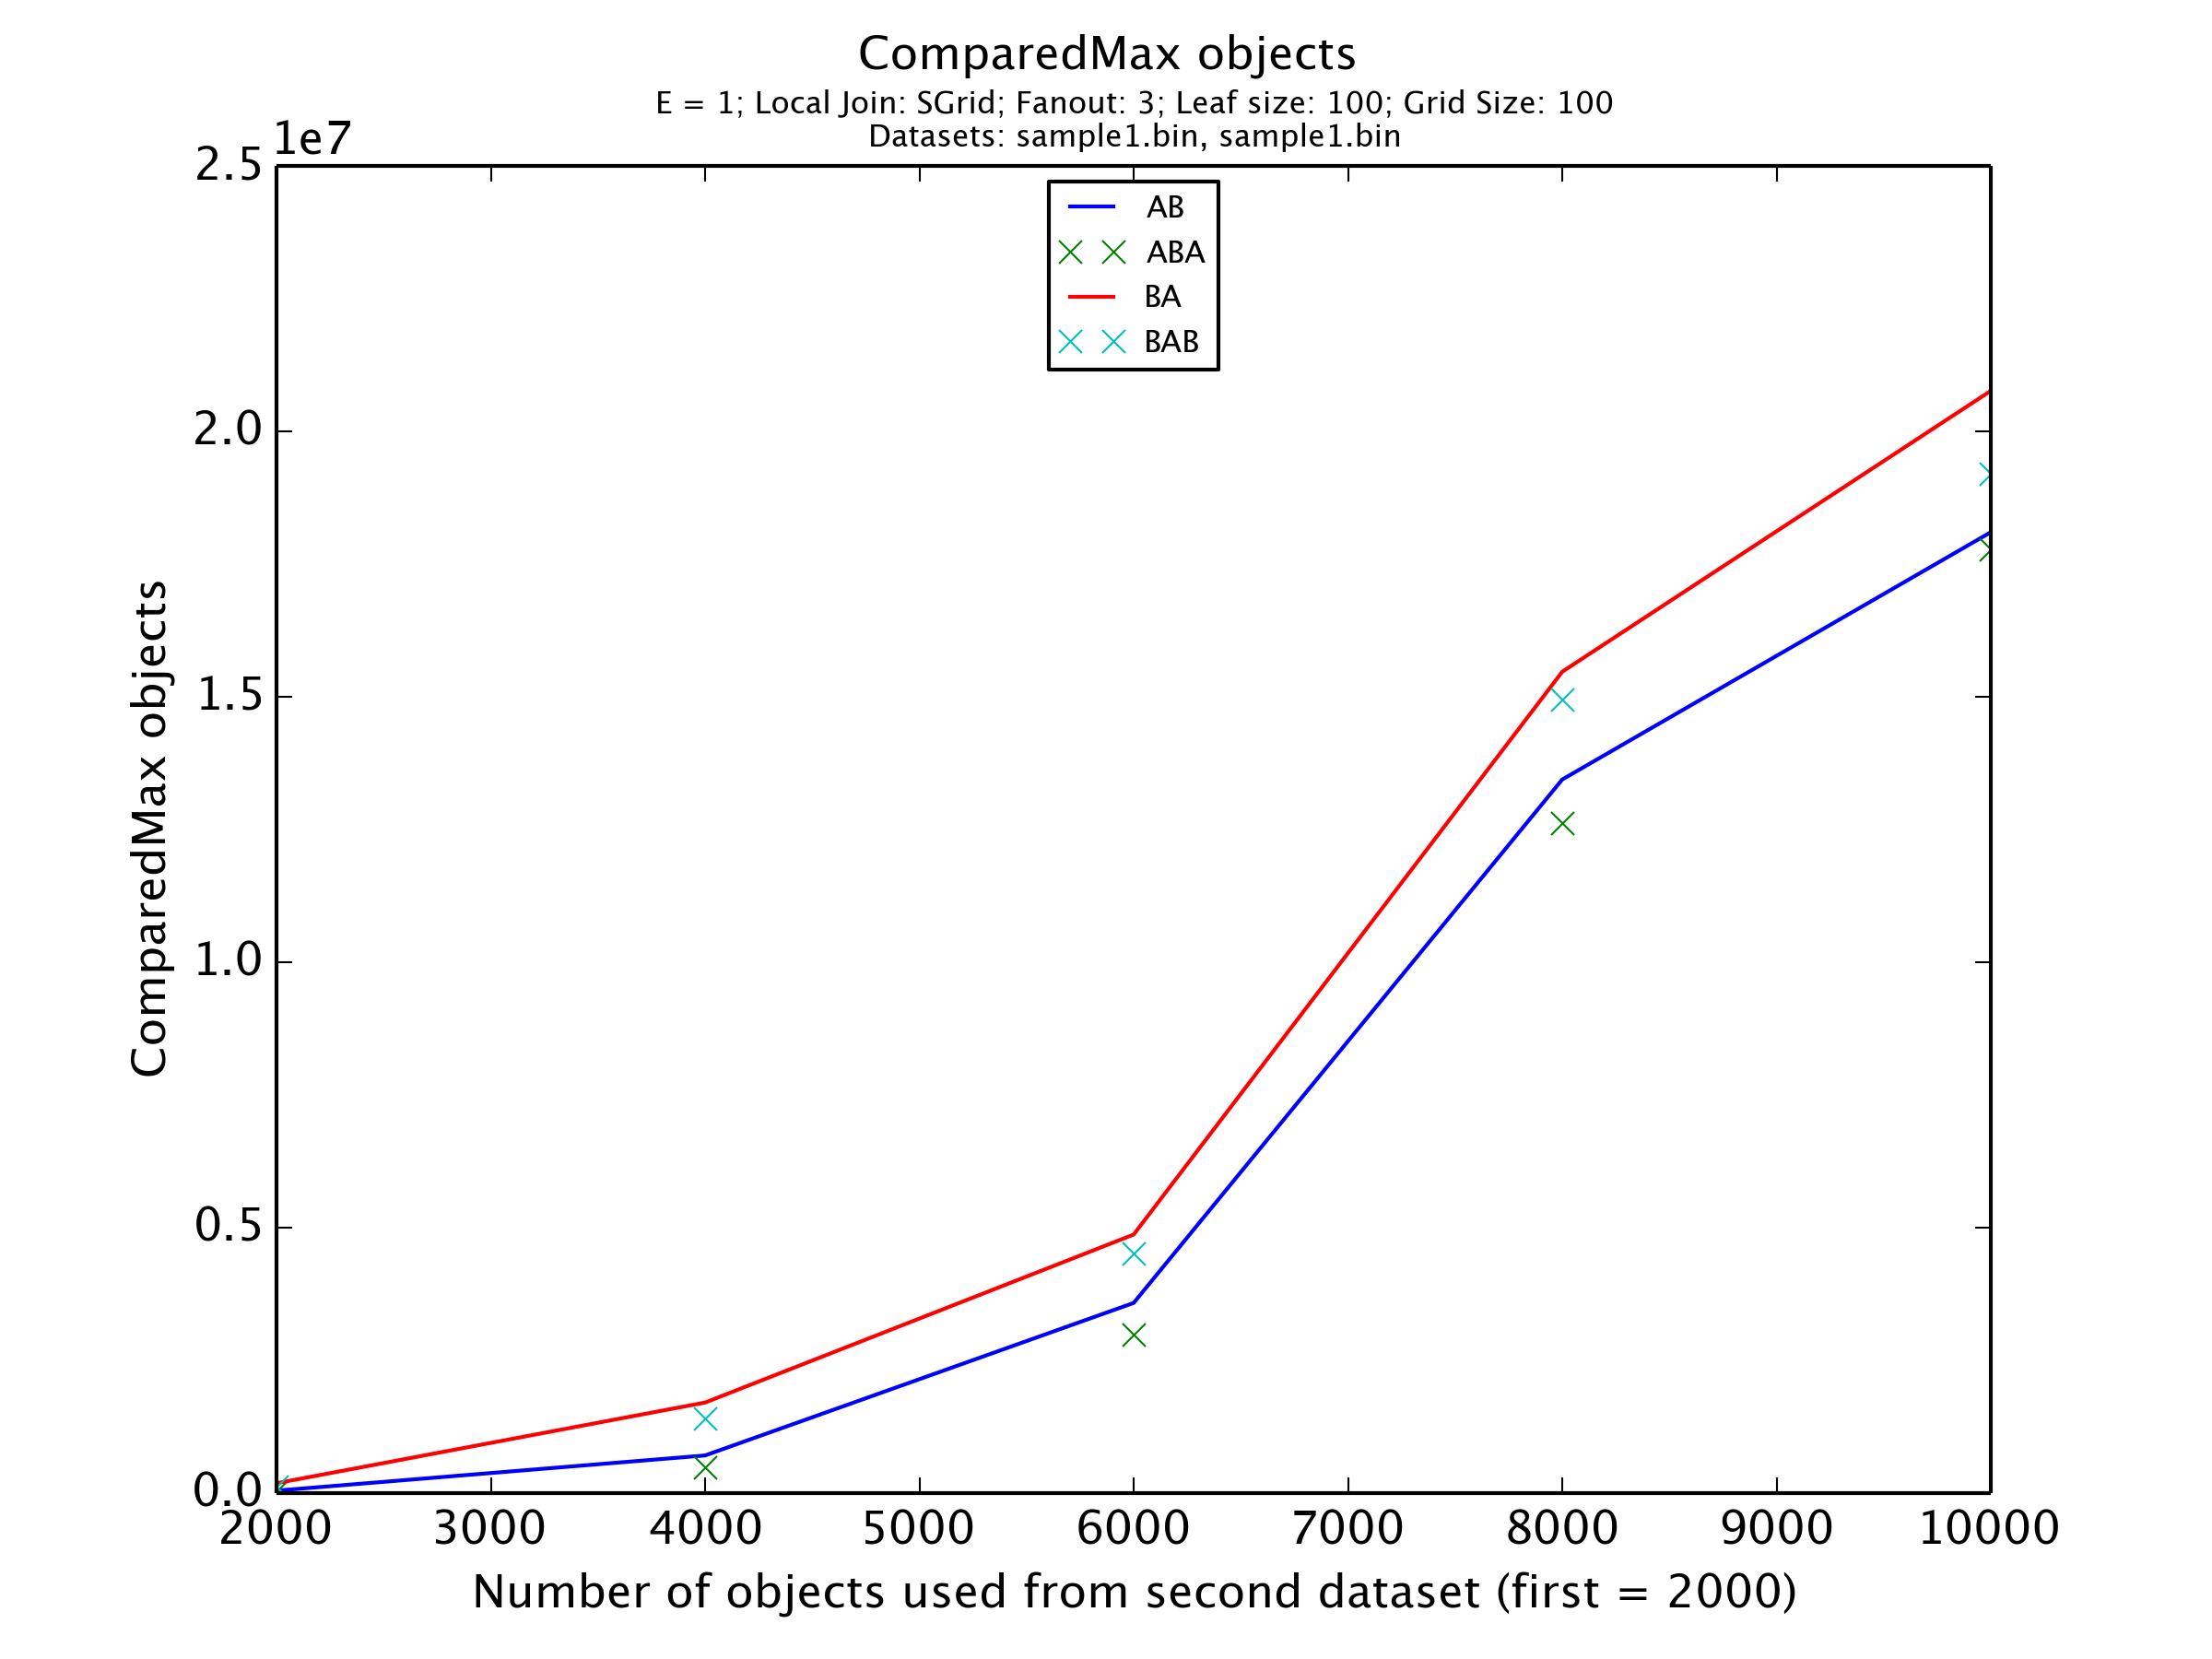 ComparedMax objects
E = 1; Local Join: SGrid; Fanout: 3; Leaf size: 100; Grid Size: 100
Datasets: sample1.bin, sample1.bin
1e7
2.5
2.0
1.5
1.0
0.5
0.0
ComparedMax objects
AB
ABA
BA
BAB
2000 3000 4000 5000 6000 7000 8000 9000 10000
Number of objects used from second dataset (first = 2000)